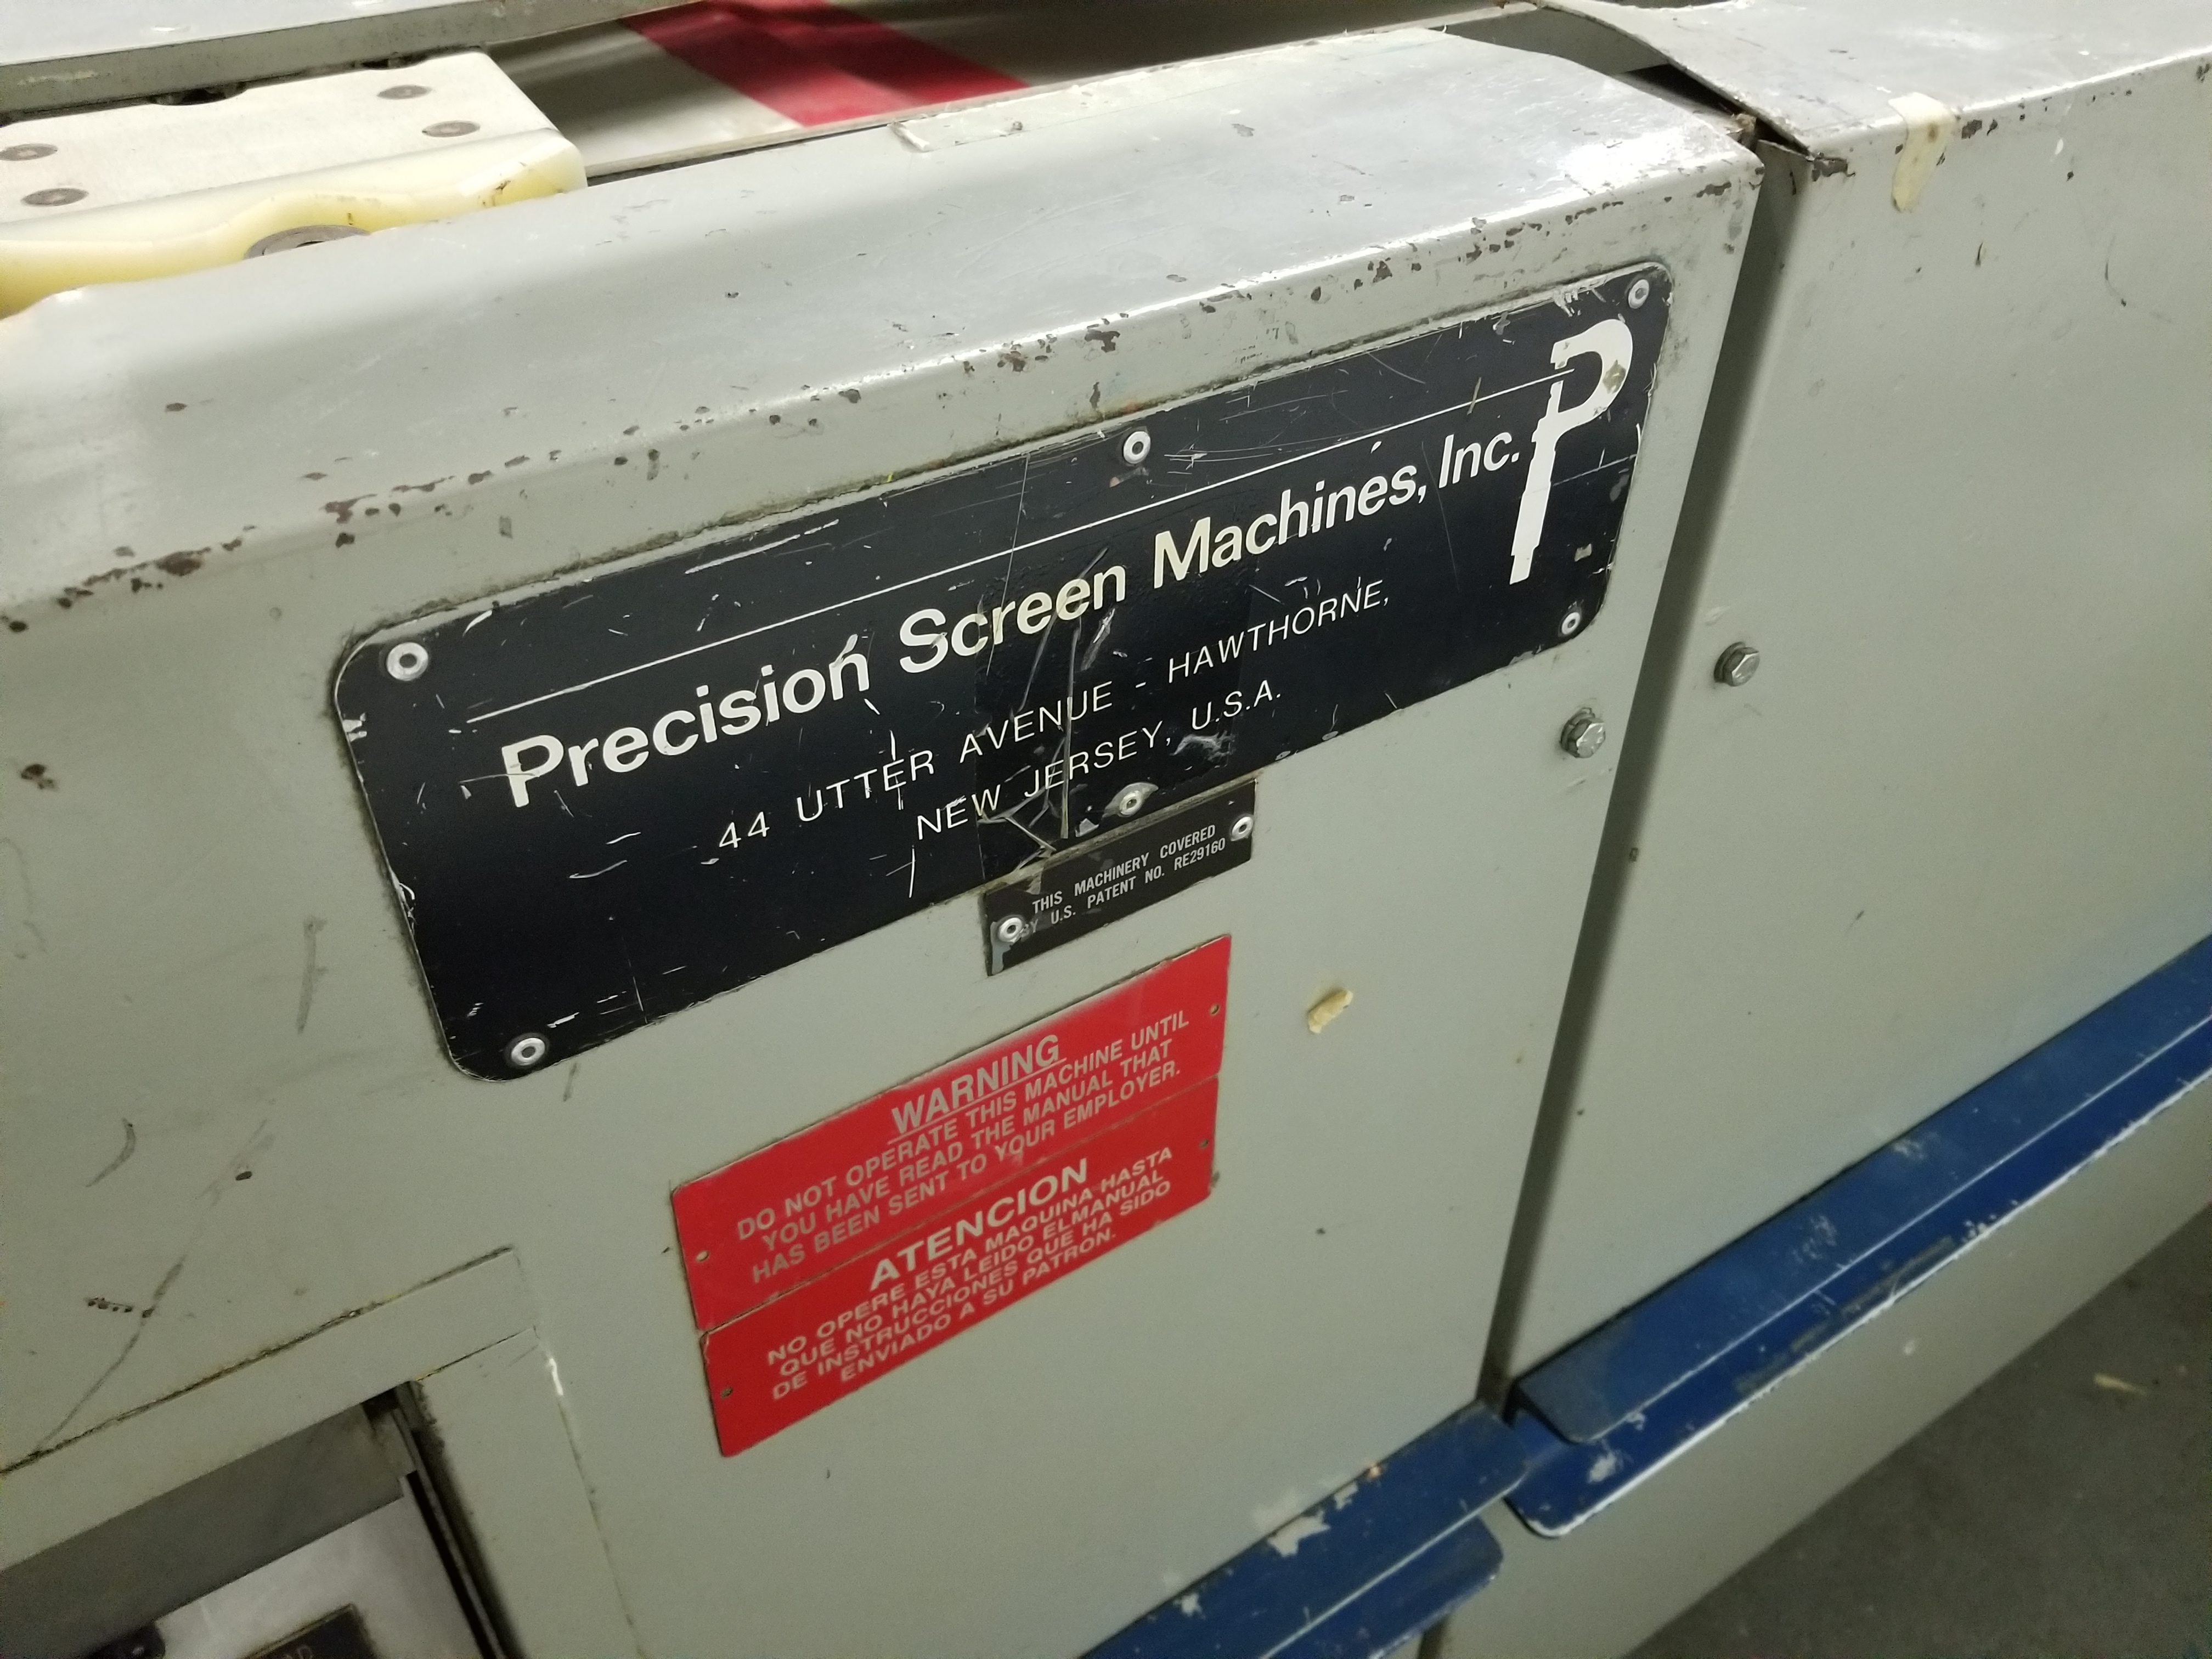 Precision Screen Machines, Inc.
44 UTTER AVENUE - HAWTHORNE,
NEW JERSEY, U.S.A.
THIS MACHINERY COVERED
BY U.S. PATENT NO. RE29160
WARNING
DO NOT OPERATE THIS MACHINE UNTIL
YOU HAVE READ THE MANUAL THAT
HAS BEEN SENT TO YOUR EMPLOYER.
ATENCION
NO OPERE ESTA MAQUINA HASTA
QUE NO HAYA LEIDO ELMANUAL
DE INSTRUCCIONES QUE HA SIDO
ENVIADO A SU PATRON.